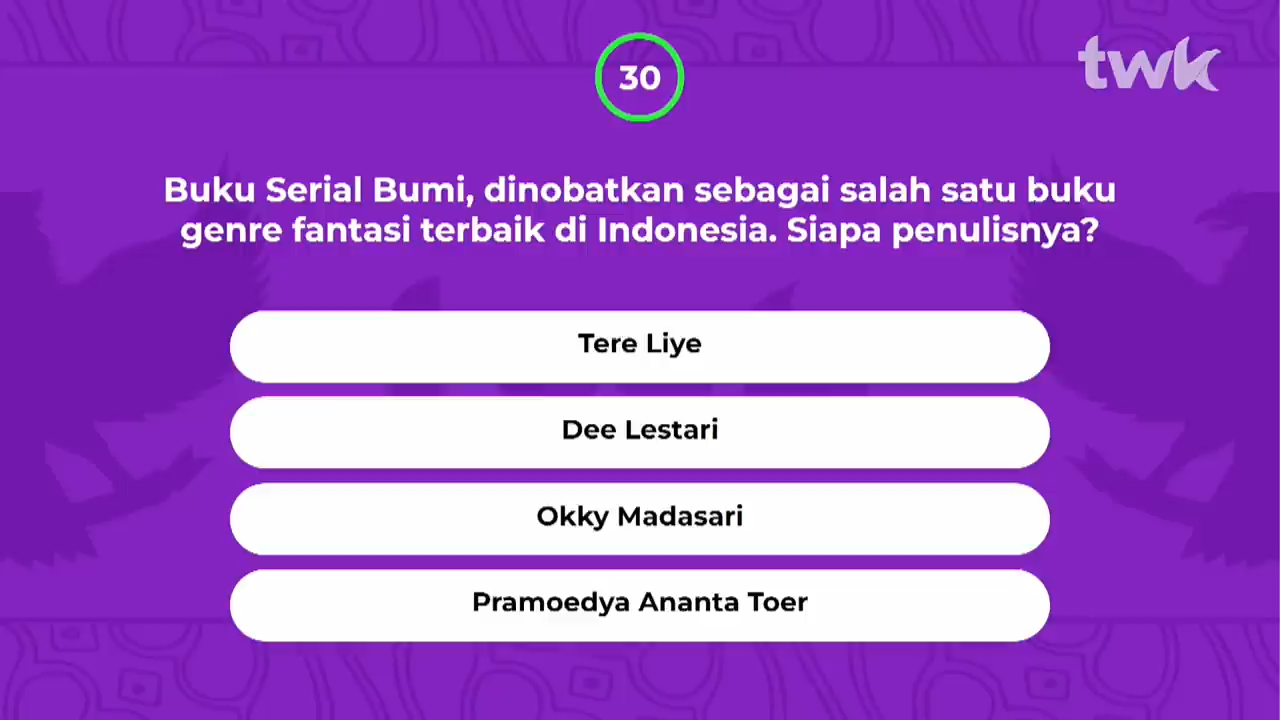 30
twk
Buku Serial Bumi, dinobatkan sebagai salah satu buku
genre fantasi terbaik di Indonesia. Siapa penulisnya?
Tere Liye
Dee Lestari
Okky Madasari
Pramoedya Ananta Toer